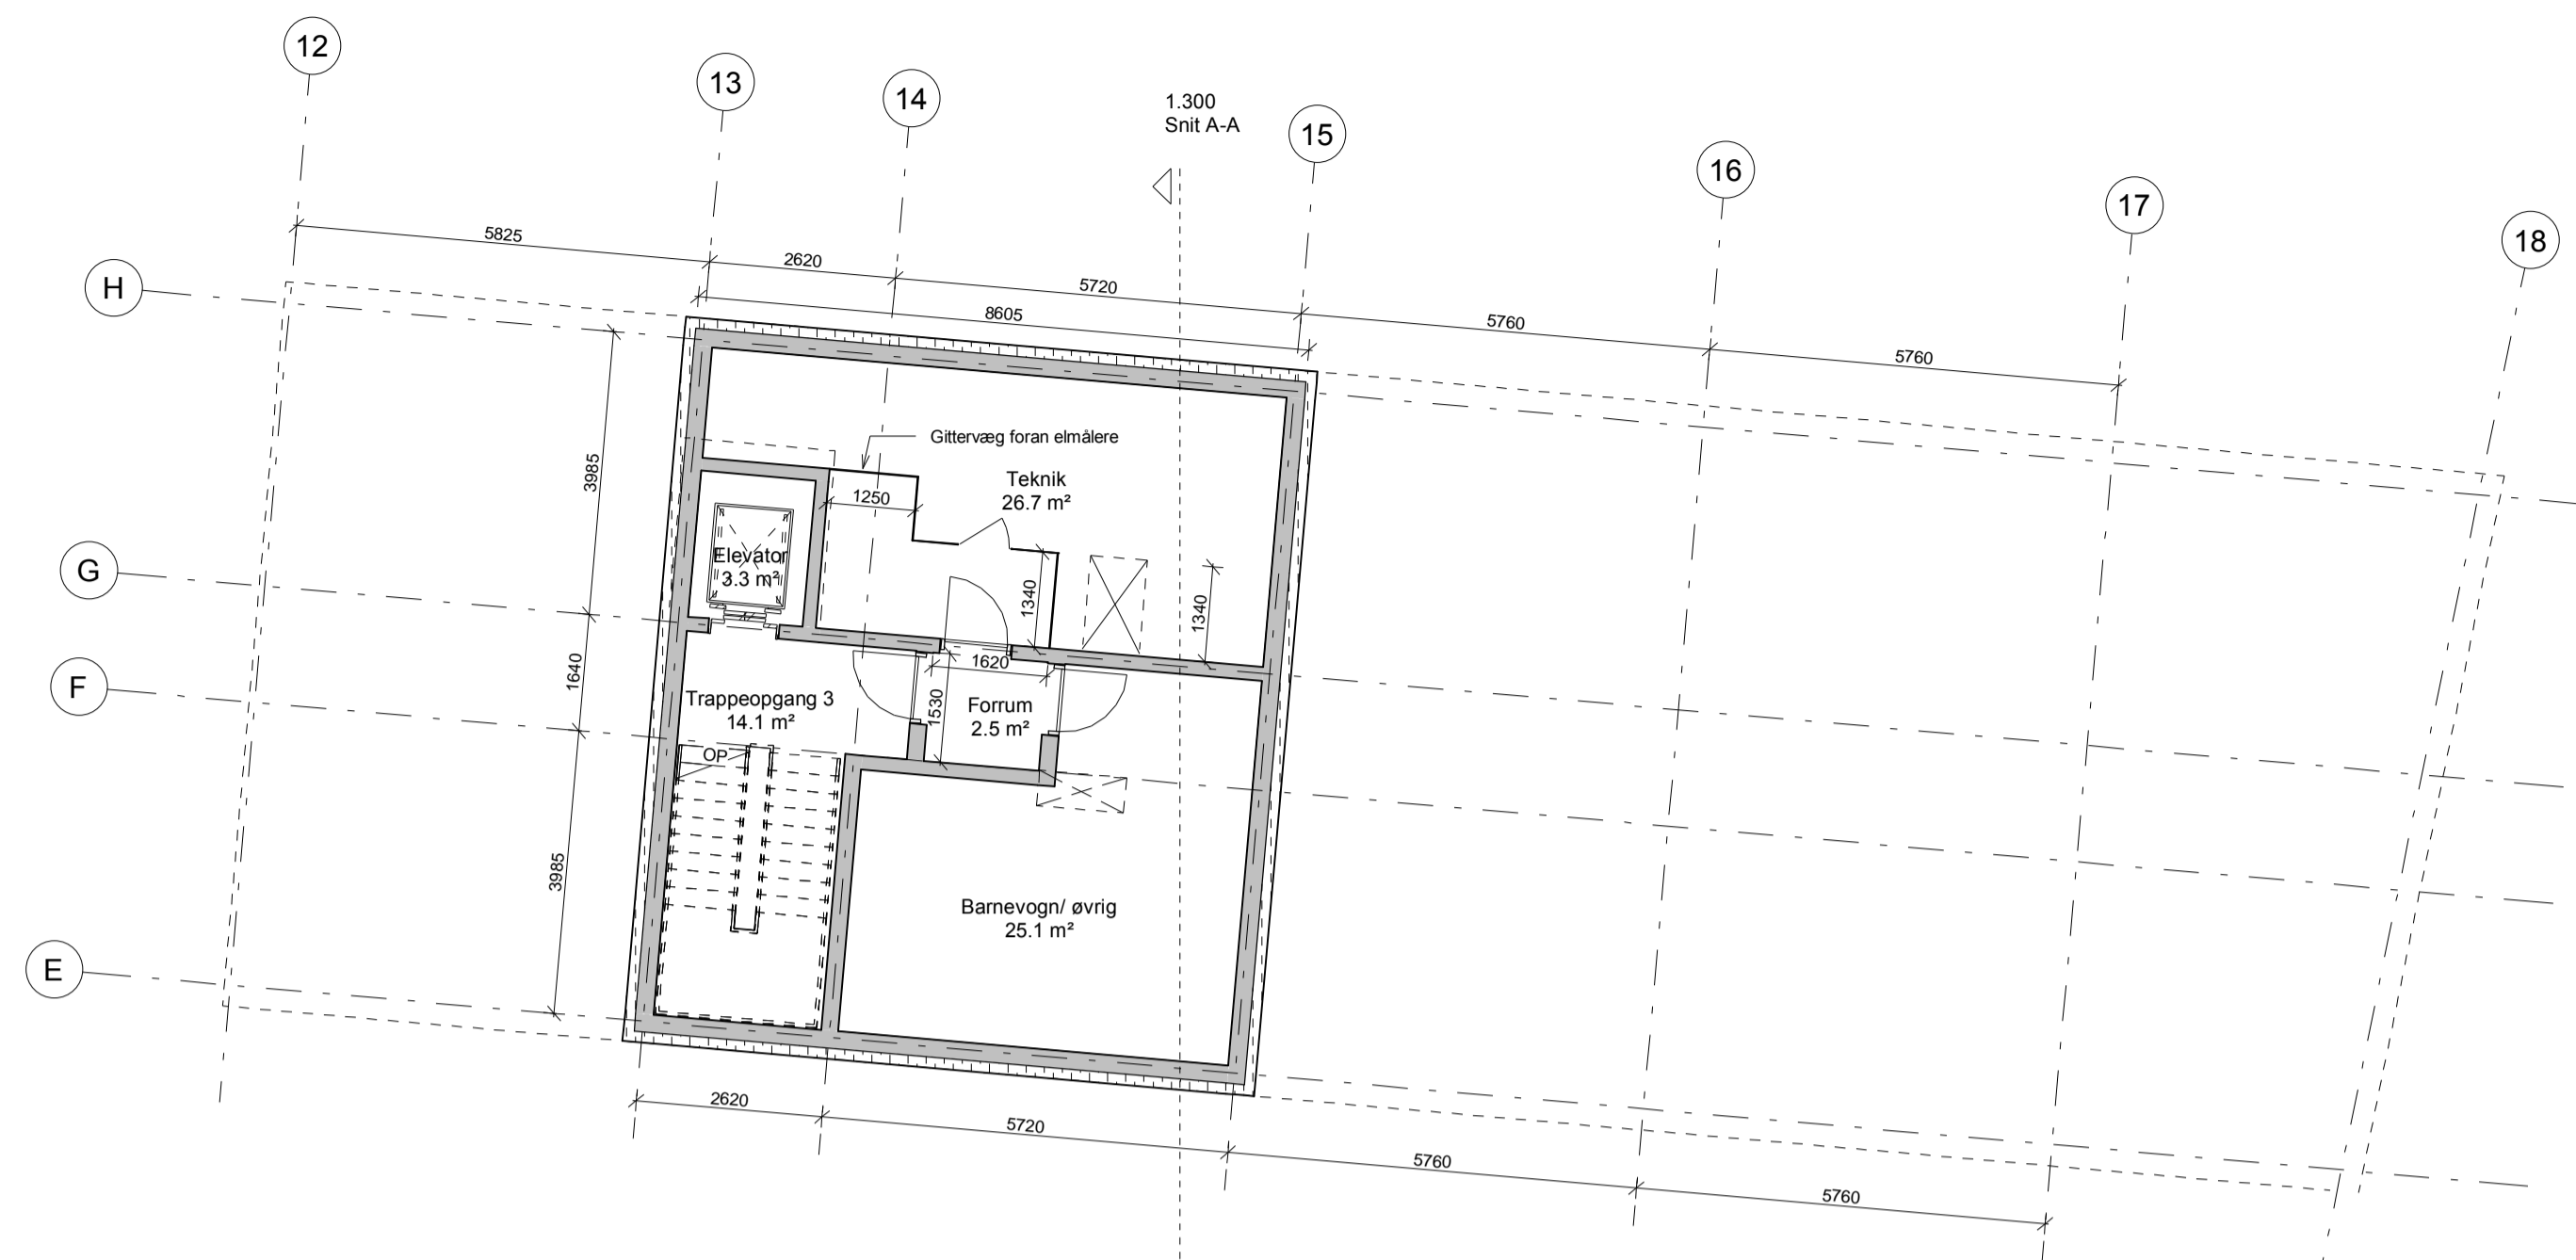 12
13
14
1.300
Snit A-A
15
16
17
18
5825
2620
5720
8605
5760
5760
H
Gittervæg foran elmålere
3985
Teknik
26.7 m²
1250
Elevator
3.3 m²
G
1340
1340
1640
1620
F
Trappeopgang 3
14.1 m²
1530
Forrum
2.5 m²
OP
3985
Barnevogn/ øvrig
25.1 m²
E
2620
5720
5760
5760